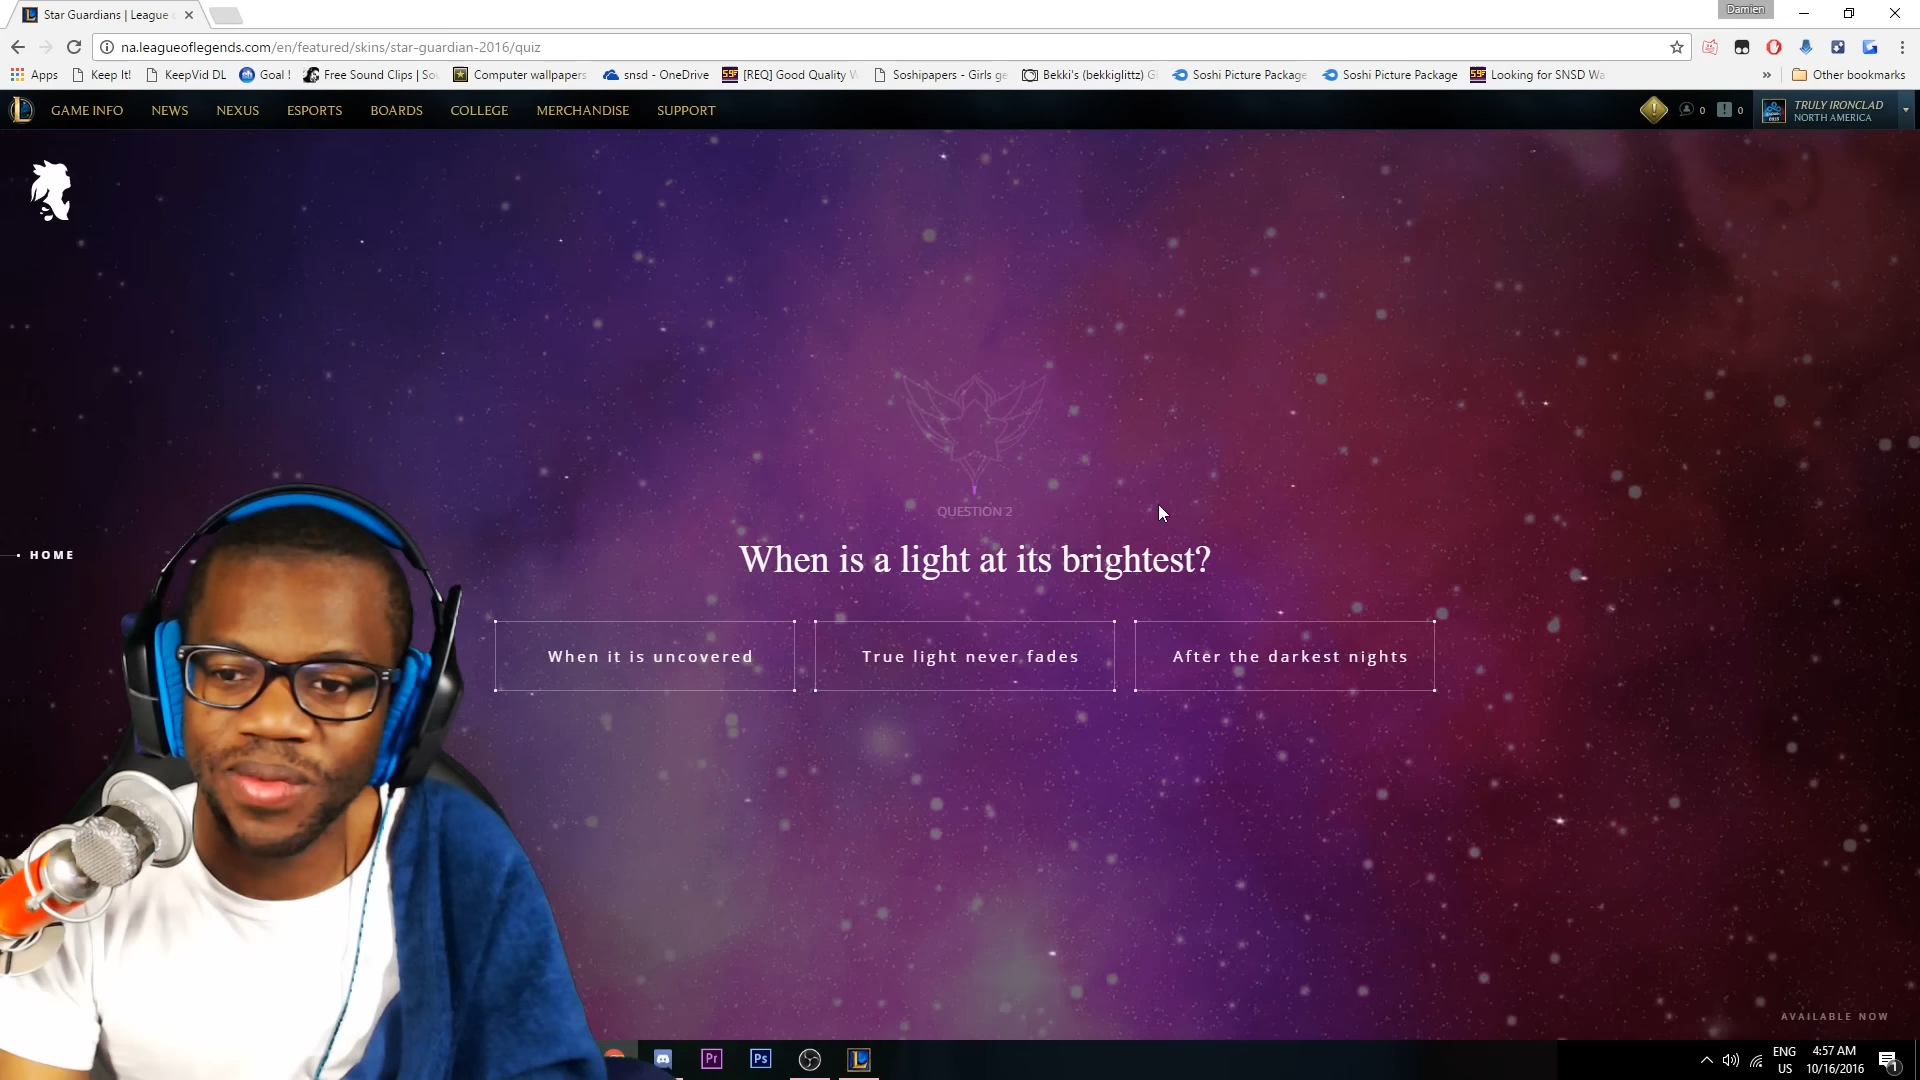 Star Guardians | League
Damien
na.leagueoflegends.com/en/featured/skins/star-guardian-2016/quiz
Apps
Keep It!
KeepVid DL
Goal !
Free Sound Clips | So
Computer wallpapers
snsd - OneDrive
[REQ] Good Quality
Soshipapers - Girls ge
Bekki's (bekkiglittz)
Soshi Picture Package
Soshi Picture Package
Looking for SNSD Wa
Other bookmarks
GAME INFO
NEWS
NEXUS
ESPORTS
BOARDS
COLLEGE
MERCHANDISE
SUPPORT
0
0
TRULY IRONCLAD
NORTH AMERICA
QUESTION 2
When is a light at its brightest?
HOME
When it is uncovered
True light never fades
After the darkest nights
AVAILABLE NOW
Pr
Ps
ENG
US
4:57 AM
10/16/2016
1